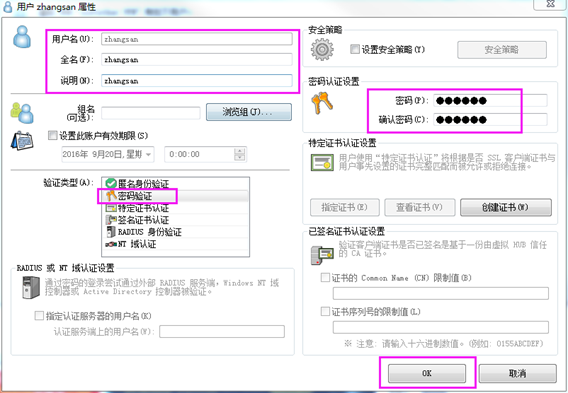 用户 zhangsan 属性
用户名(U): zhangsan
全名(F): zhangsan
说明(N): zhangsan
组名
(可选):
浏览组(J)...
设置此账户有效期限(S)
2016年 9月20日,星期
0:00:00
验证类型(A):
匿名身份验证
密码验证
特定证书认证
签名证书认证
RADIUS 身份验证
NT 域认证
RADIUS 或 NT 域认证设置
通过密码的登录尝试通过外部 RADIUS 服务端，Windows NT 域
控制器或 Active Directory 控制器被验证。
指定认证服务器的用户名(X)
认证服务端上的用户名(W):
安全策略
设置安全策略(Y)
安全策略
密码认证设置
密码(P): ●●●●●●
确认密码(C): ●●●●●●
特定证书认证设置
用户使用“特定证书认证”将根据是否 SSL 客户端证书与
用户事先设置的证书完整匹配而被允许或拒绝连接。
指定证书(E)
查看证书(V)
创建证书(M)
已签名证书认证设置
验证客户端证书是否已签名是基于一份由虚拟 HUB 信任
的 CA 证书。
证书的 Common Name (CN) 限制值(B)
证书序列号的限制值(L)
※ 注意: 请输入十六进制数值。(例如: 0155ABCDEF)
OK
取消